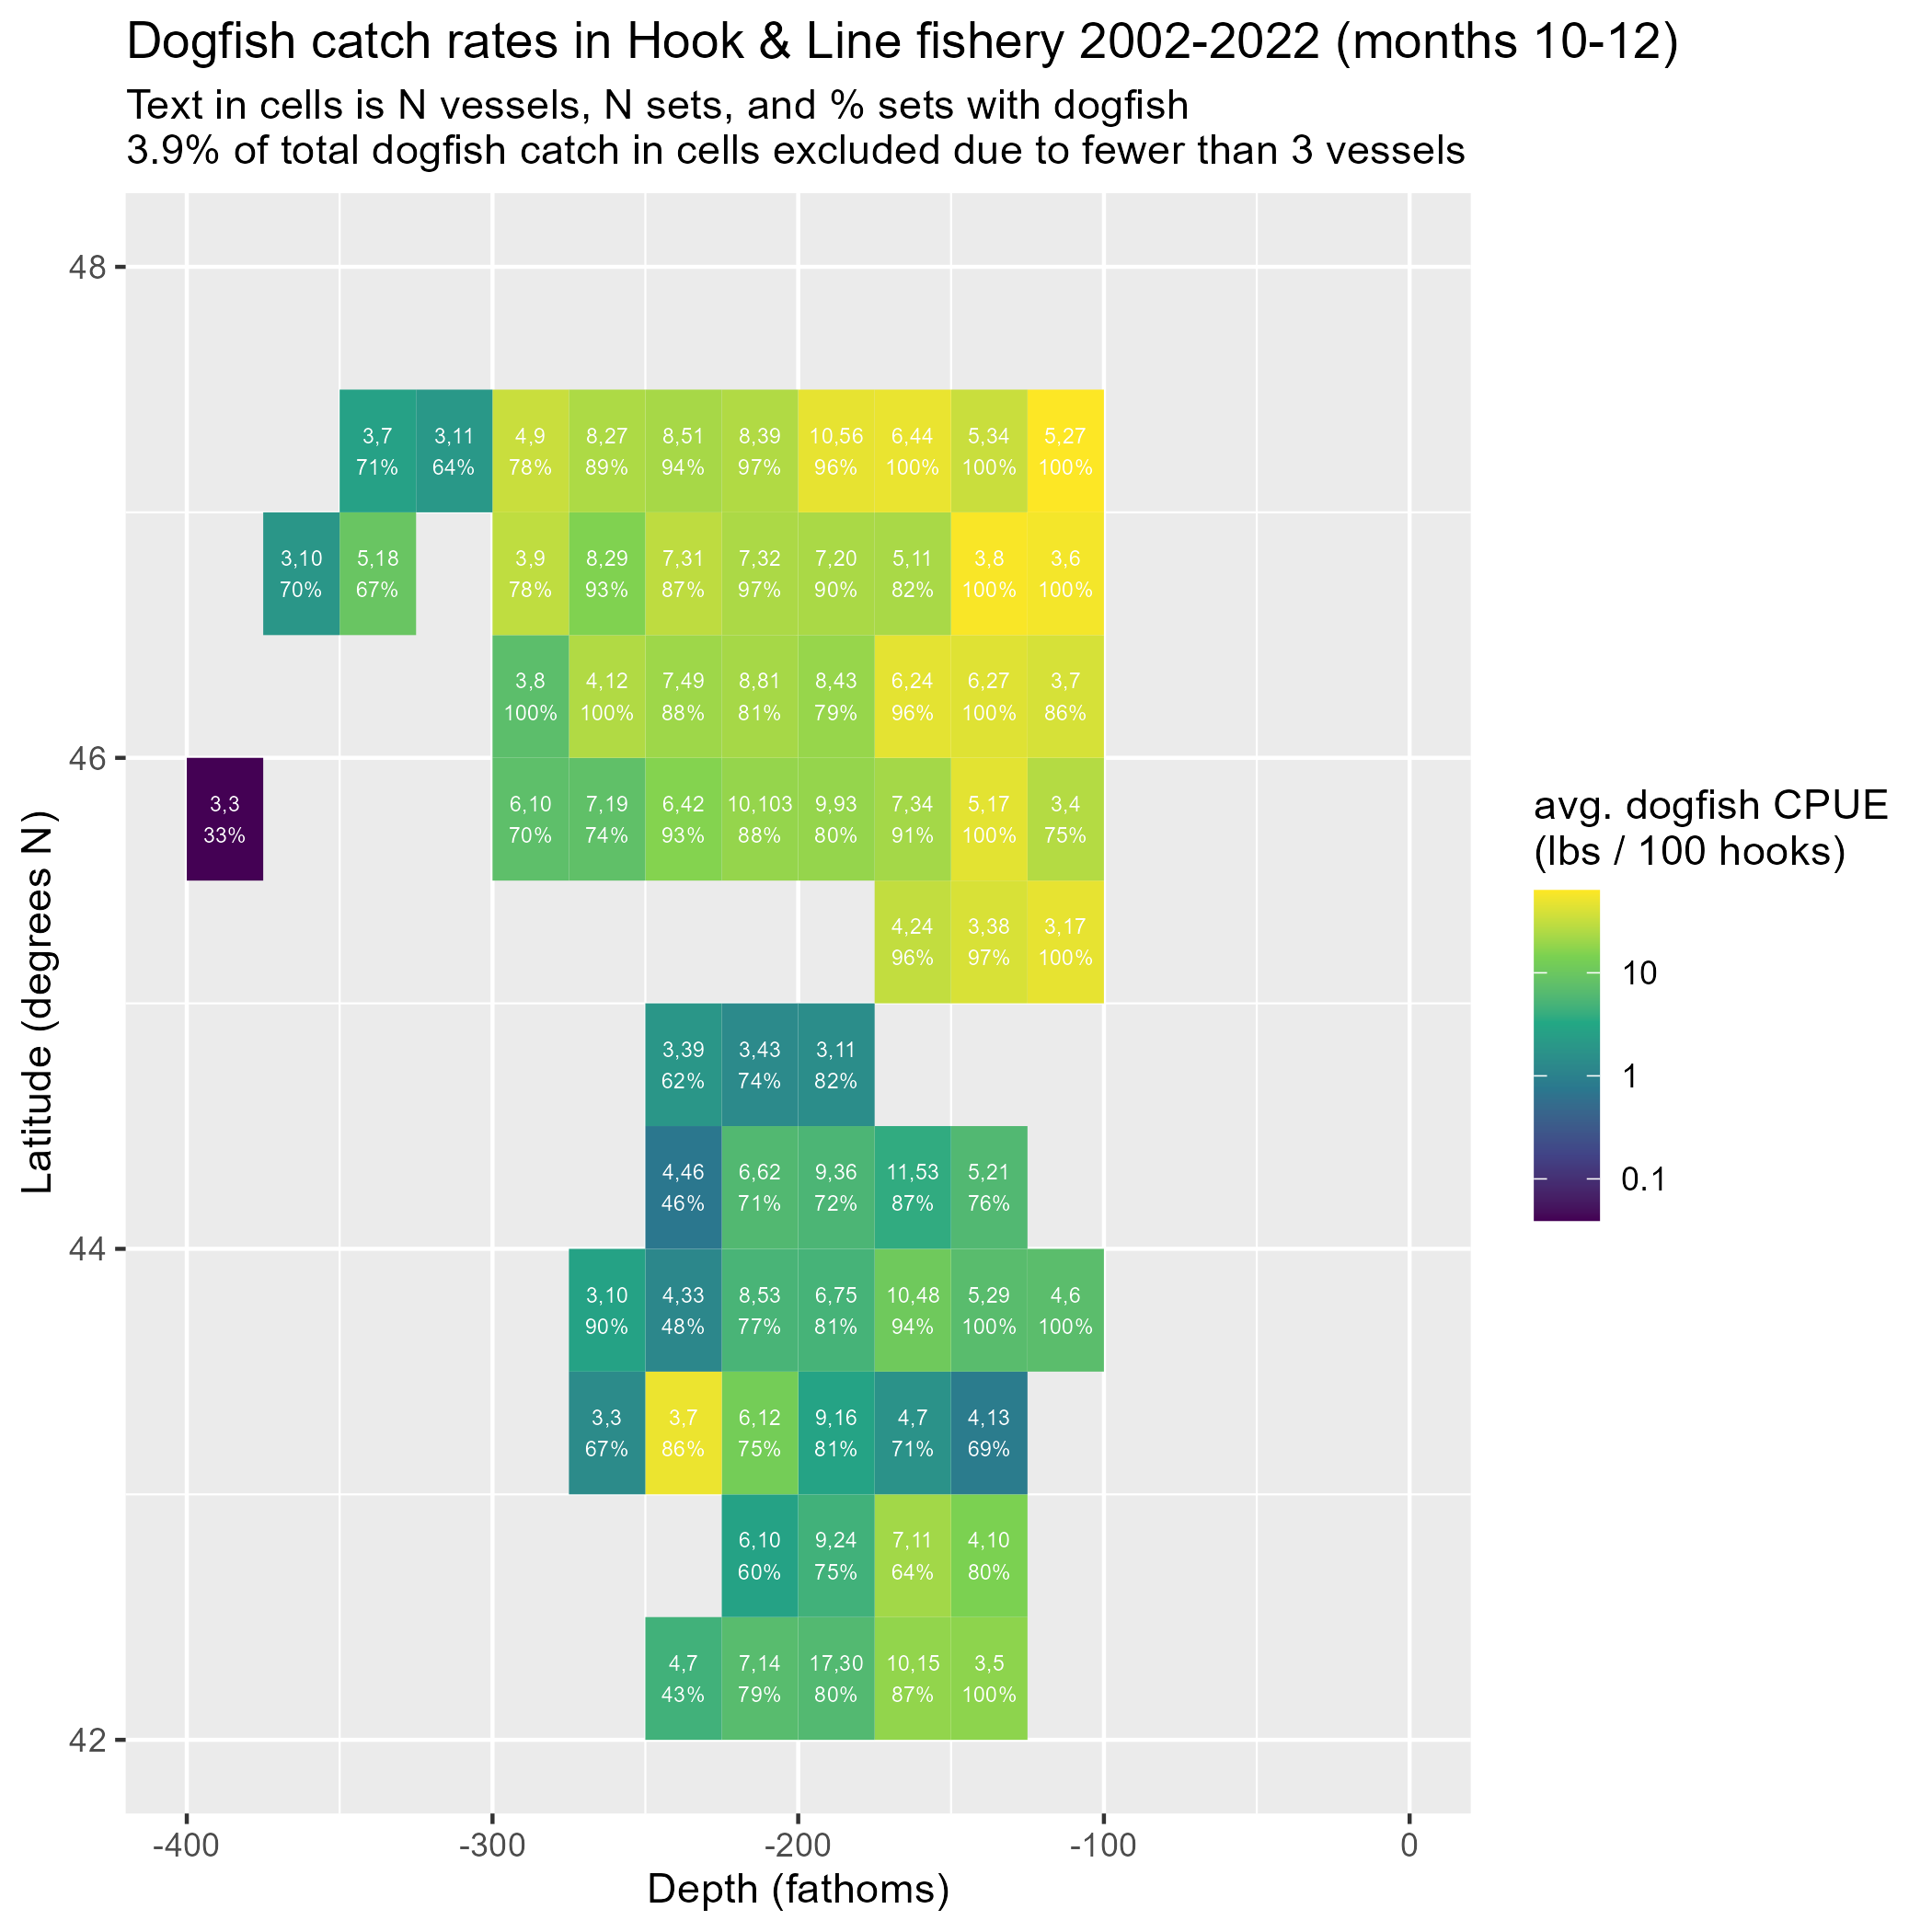 Dogfish catch rates in Hook & Line fishery 2002-2022 (months 10-12)
Text in cells is N vessels, N sets, and % sets with dogfish
3.9% of total dogfish catch in cells excluded due to fewer than 3 vessels
48
3,7 3,11 4,9 8,27 8,51 8,39 10,56 6,44 5,34 5,27
71% 64% 78% 89% 94% 97% 96% 100% 100% 100%
3,10 5,18 3,9 8,29 7,31 7,32 7,20 5,11 3,8 3,6
70% 67% 78% 93% 87% 97% 90% 82% 100% 100%
3,8 4,12 7,49 8,81 8,43 6,24 6,27 3,7
100% 100% 88% 81% 79% 96% 100% 86%
46
3,3 6,10 7,19 6,42 10,103 9,93 7,34 5,17 3,4
33% 70% 74% 93% 88% 80% 91% 100% 75%
4,24 3,38 3,17
96% 97% 100%
3,39 3,43 3,11
62% 74% 82%
4,46 6,62 9,36 11,53 5,21
46% 71% 72% 87% 76%
44
3,10 4,33 8,53 6,75 10,48 5,29 4,6
90% 48% 77% 81% 94% 100% 100%
3,3 3,7 6,12 9,16 4,7 4,13
67% 86% 75% 81% 71% 69%
6,10 9,24 7,11 4,10
60% 75% 64% 80%
4,7 7,14 17,30 10,15 3,5
43% 79% 80% 87% 100%
42
Latitude (degrees N)
-400 -300 -200 -100 0
Depth (fathoms)
avg. dogfish CPUE
(lbs / 100 hooks)
10
1
0.1